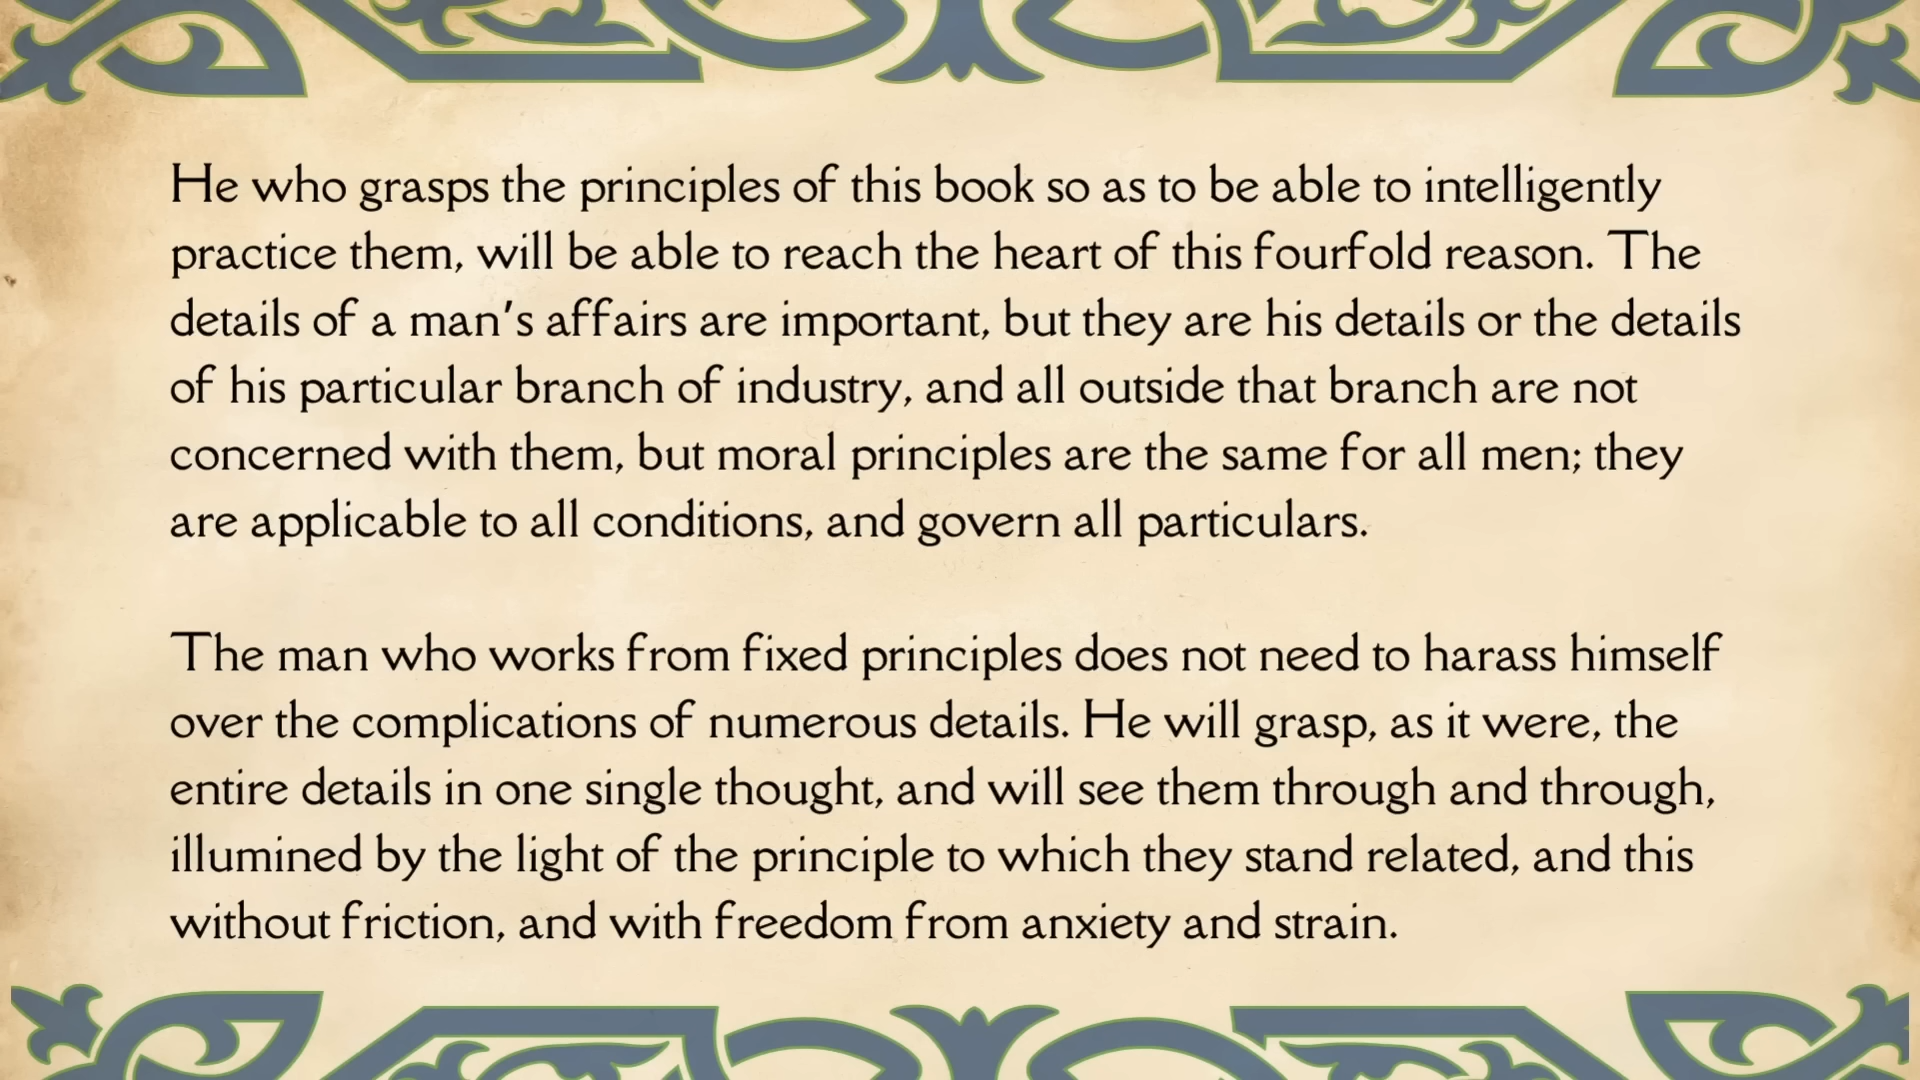 He who grasps the principles of this book so as to be able to intelligently
practice them, will be able to reach the heart of this fourfold reason. The
details of a man's affairs are important, but they are his details or the details
of his particular branch of industry, and all outside that branch are not
concerned with them, but moral principles are the same for all men; they
are applicable to all conditions, and govern all particulars.
The man who works from fixed principles does not need to harass himself
over the complications of numerous details. He will grasp, as it were, the
entire details in one single thought, and will see them through and through,
illumined by the light of the principle to which they stand related, and this
without friction, and with freedom from anxiety and strain.